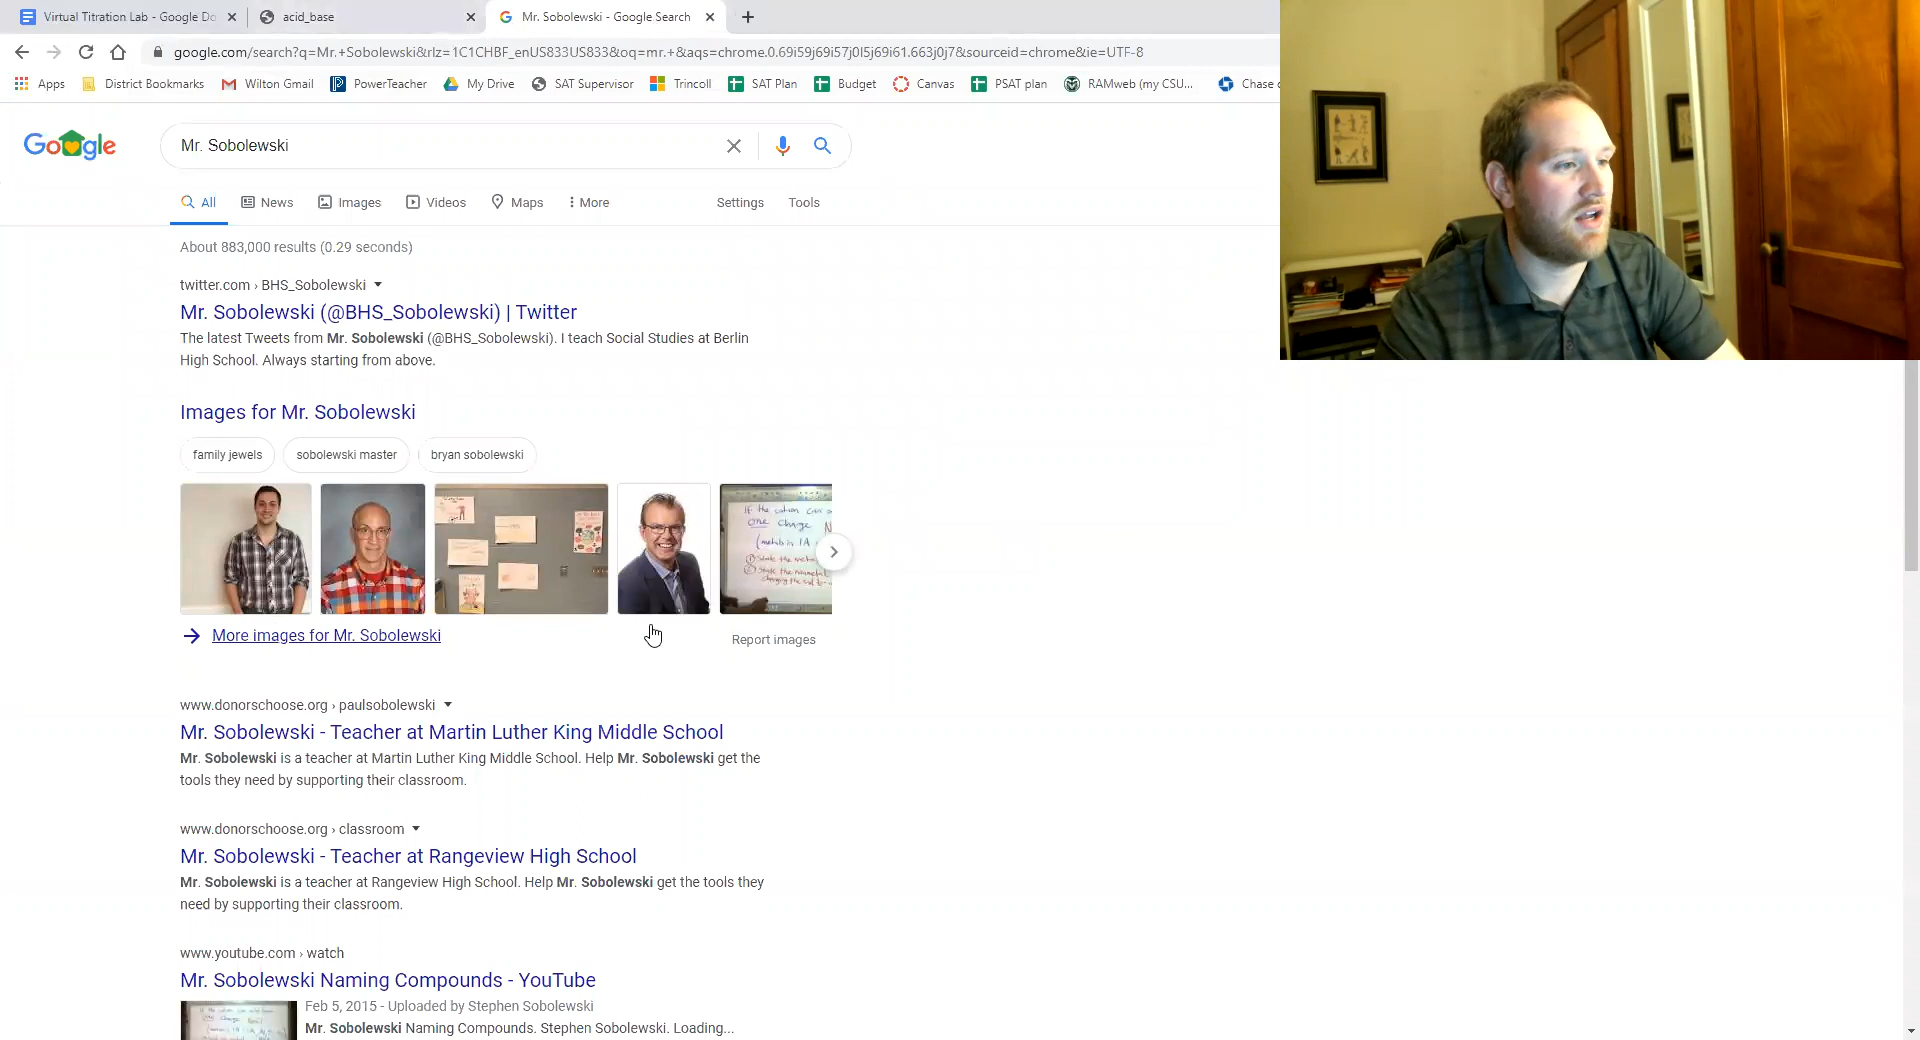 Virtual Titration Lab - Google Do
acid_base
Mr. Sobolewski - Google Search
google.com/search?q=Mr.+Sobolewski&rlz=1C1CHBF_enUS833US833&oq=mr.+&aqs=chrome.0.69i59j69i57j0l5j69i61.663j0j7&sourceid=chrome&ie=UTF-8
Apps District Bookmarks Wilton Gmail PowerTeacher My Drive SAT Supervisor Trincoll SAT Plan Budget Canvas PSAT plan RAMweb (my CSU... Chase
Google
Mr. Sobolewski
All News Images Videos Maps More Settings Tools
About 883,000 results (0.29 seconds)
twitter.com › BHS_Sobolewski
Mr. Sobolewski (@BHS_Sobolewski) | Twitter
The latest Tweets from Mr. Sobolewski (@BHS_Sobolewski). I teach Social Studies at Berlin
High School. Always starting from above.
Images for Mr. Sobolewski
family jewels sobolewski master bryan sobolewski
If the cation can
one charge
(metals in 1A
More images for Mr. Sobolewski
Report images
www.donorschoose.org › paulsobolewski
Mr. Sobolewski - Teacher at Martin Luther King Middle School
Mr. Sobolewski is a teacher at Martin Luther King Middle School. Help Mr. Sobolewski get the
tools they need by supporting their classroom.
www.donorschoose.org › classroom
Mr. Sobolewski - Teacher at Rangeview High School
Mr. Sobolewski is a teacher at Rangeview High School. Help Mr. Sobolewski get the tools they
need by supporting their classroom.
www.youtube.com › watch
Mr. Sobolewski Naming Compounds - YouTube
Feb 5, 2015 - Uploaded by Stephen Sobolewski
Mr. Sobolewski Naming Compounds. Stephen Sobolewski. Loading...